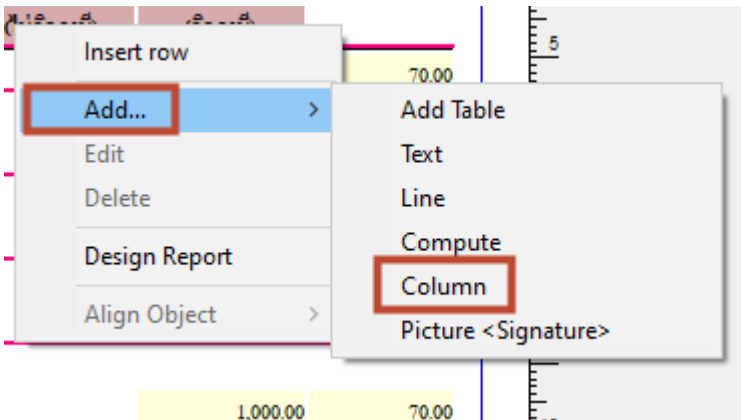 5
Insert row
70.00
Add...
Add Table
Edit
Text
Delete
Line
Compute
Design Report
Column
Align Object
Picture <Signature>
1,000.00 70.00